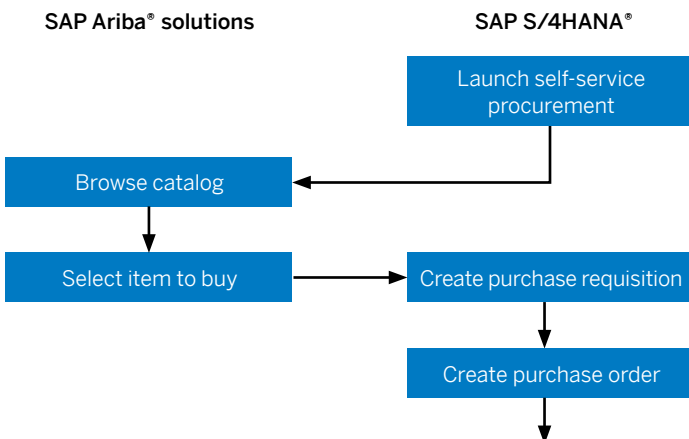 SAP Ariba® solutions
SAP S/4HANA®
Launch self-service
procurement
Browse catalog
Select item to buy
Create purchase requisition
Create purchase order